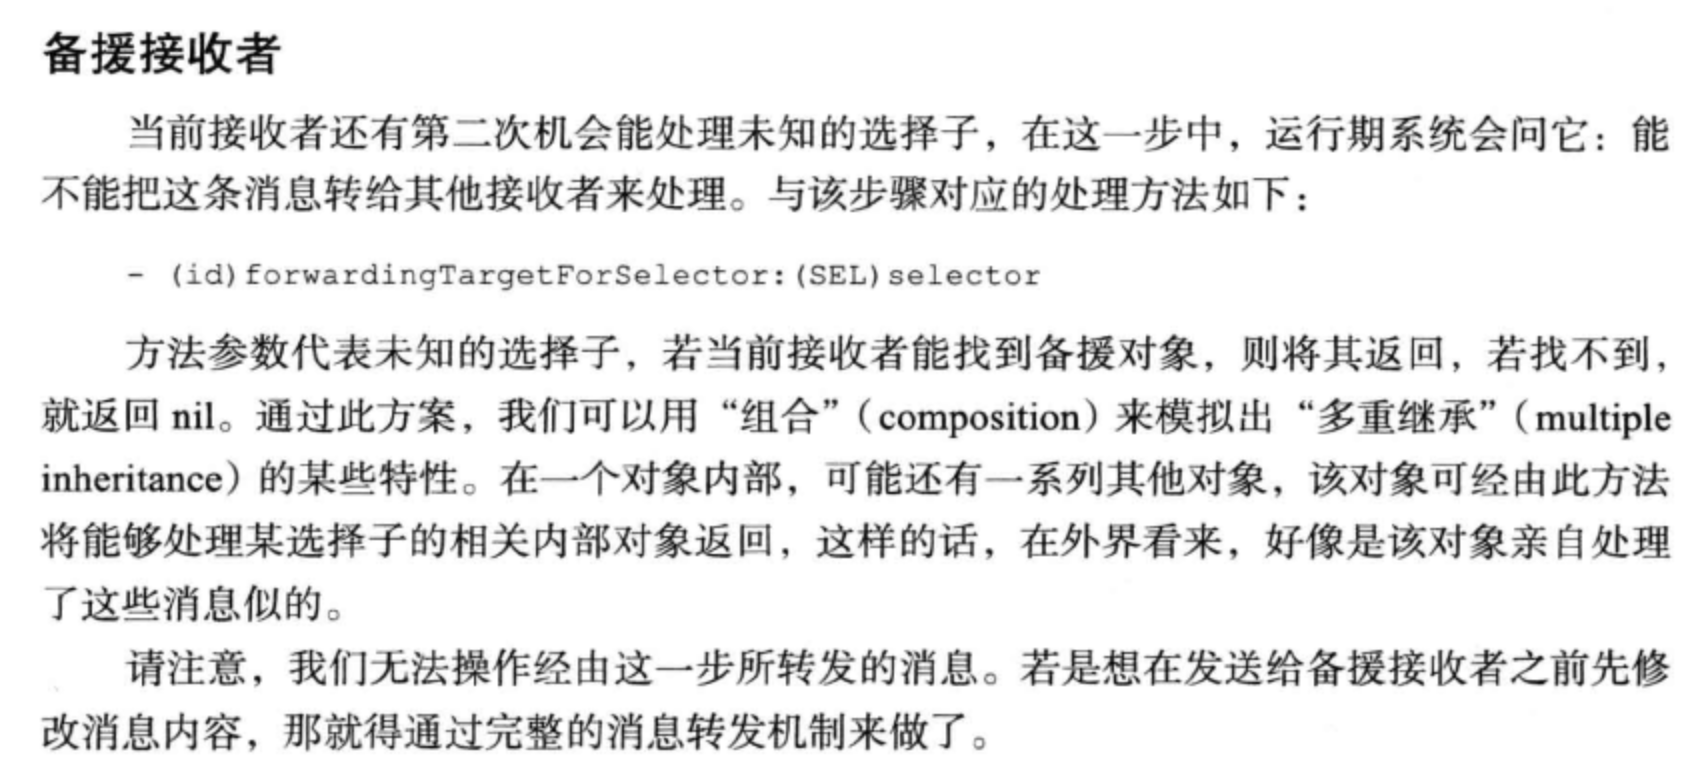 备援接收者
当前接收者还有第二次机会能处理未知的选择子，在这一步中，运行期系统会问它：能
不能把这条消息转给其他接收者来处理。与该步骤对应的处理方法如下：
- (id)forwardingTargetForSelector:(SEL)selector
方法参数代表未知的选择子，若当前接收者能找到备援对象，则将其返回，若找不到，
就返回 nil。通过此方案，我们可以用“组合”（composition）来模拟出“多重继承”（multiple
inheritance）的某些特性。在一个对象内部，可能还有一系列其他对象，该对象可经由此方法
将能够处理某选择子的相关内部对象返回，这样的话，在外界看来，好像是该对象亲自处理
了这些消息似的。
请注意，我们无法操作经由这一步所转发的消息。若是想在发送给备援接收者之前先修
改消息内容，那就得通过完整的消息转发机制来做了。